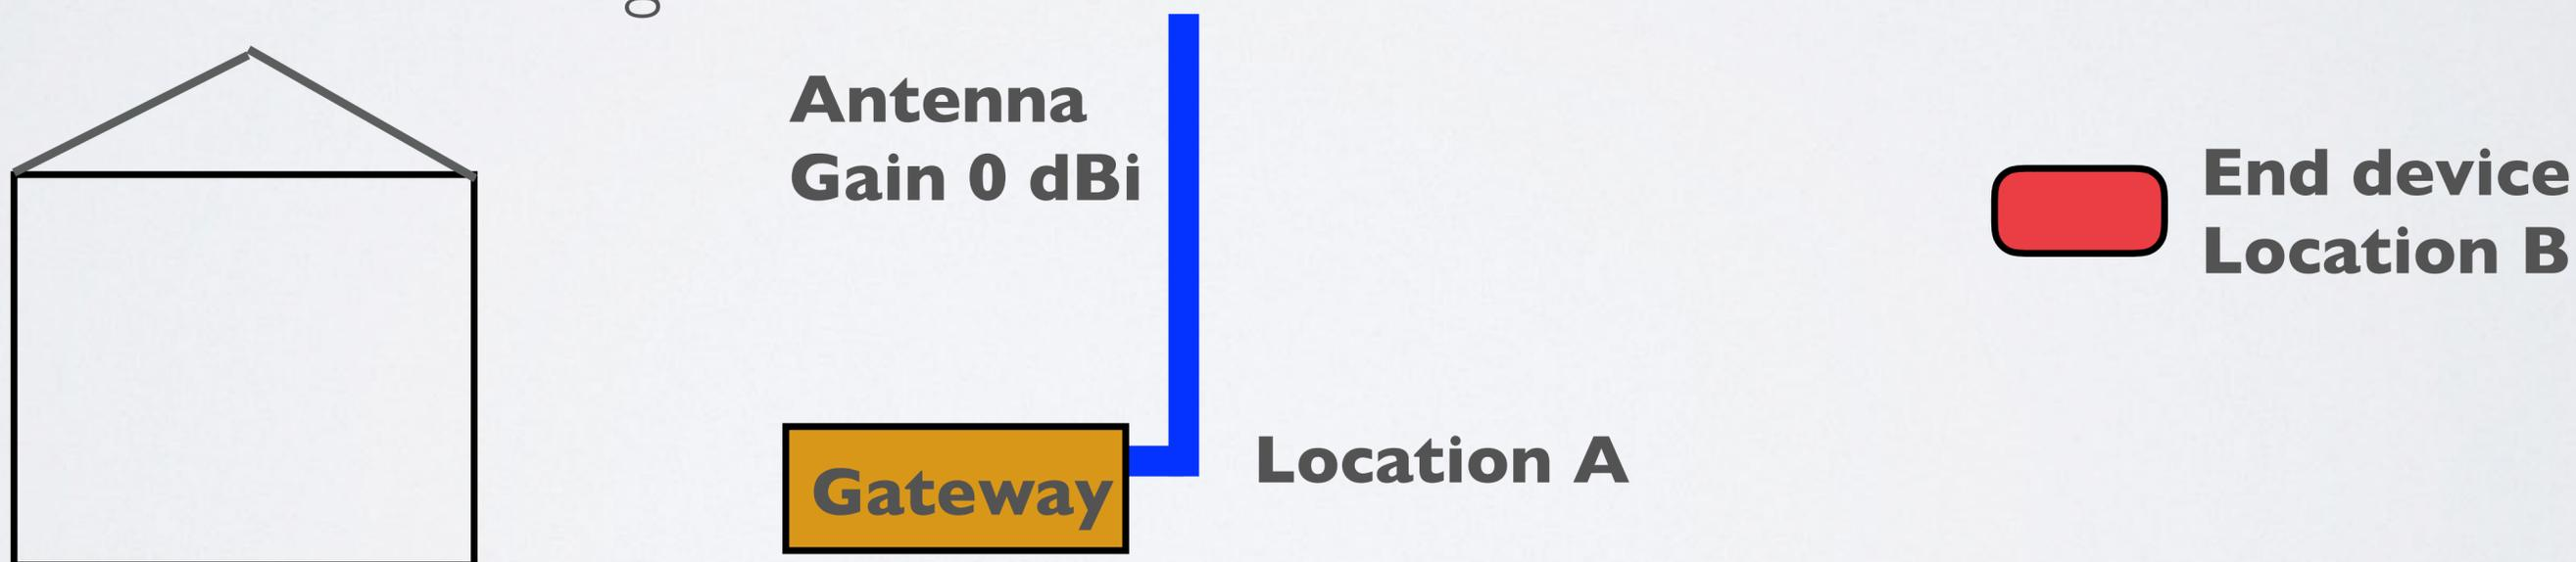 Antenna
Gain 0 dBi
End device
Location B
Location A
Gateway